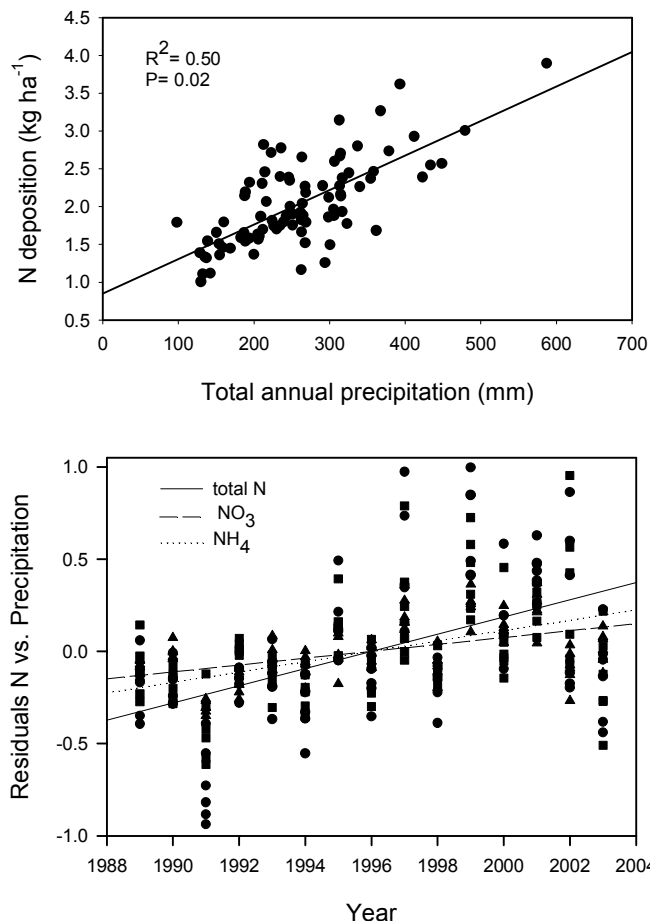 4.5
4.0
3.5
3.0
2.5
2.0
1.5
1.0
0.5
N deposition (kg ha⁻¹)
R²= 0.50
P= 0.02
0 100 200 300 400 500 600 700
Total annual precipitation (mm)
1.0
0.5
0.0
-0.5
-1.0
Residuals N vs. Precipitation
total N
NO₃
NH₄
1988 1990 1992 1994 1996 1998 2000 2002 2004
Year